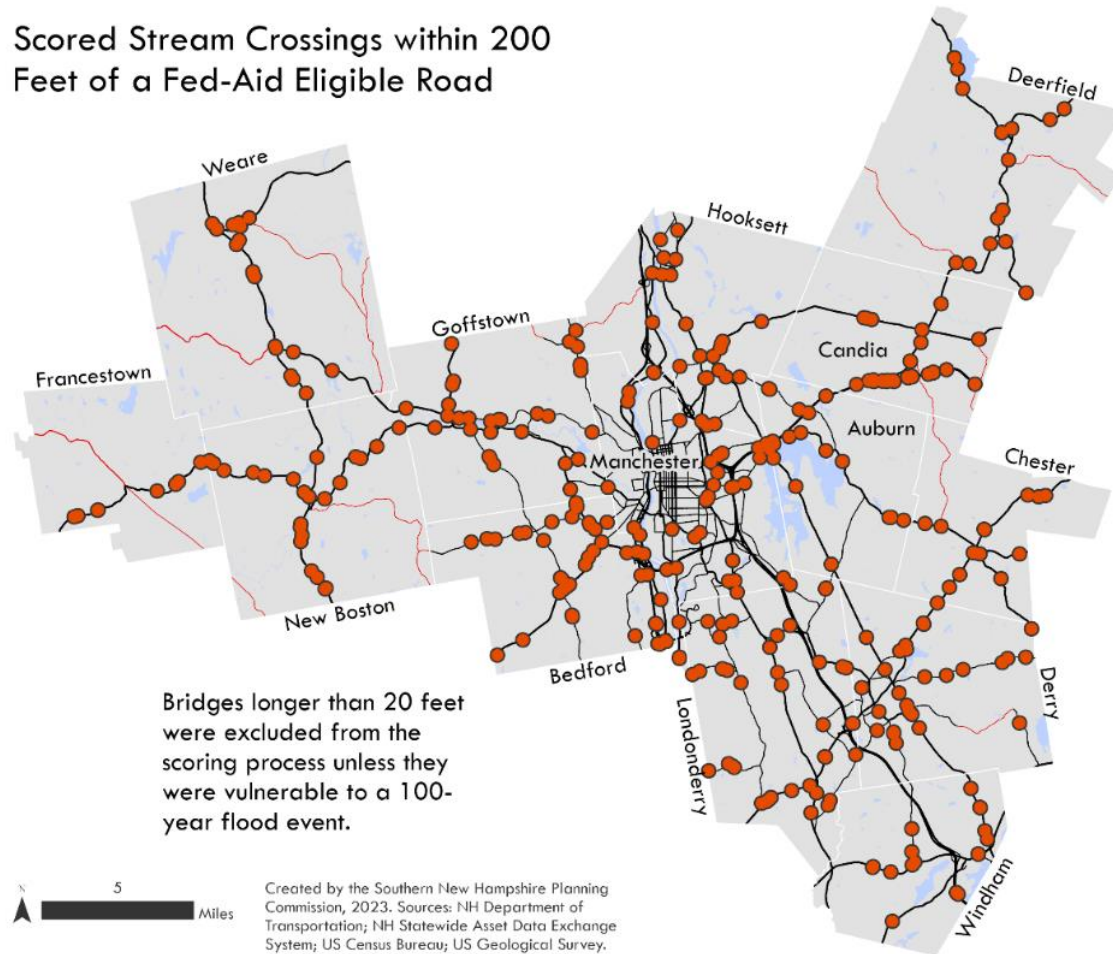 Scored Stream Crossings within 200
Feet of a Fed-Aid Eligible Road
Deerfield
Weare
Hooksett
Goffstown
Candia
Francestown
Auburn
Manchester
Chester
New Boston
Bedford
Derry
Londonderry
Windham
Bridges longer than 20 feet
were excluded from the
scoring process unless they
were vulnerable to a 100-
year flood event.
N
5
Miles
Created by the Southern New Hampshire Planning
Commission, 2023. Sources: NH Department of
Transportation; NH Statewide Asset Data Exchange
System; US Census Bureau; US Geological Survey.